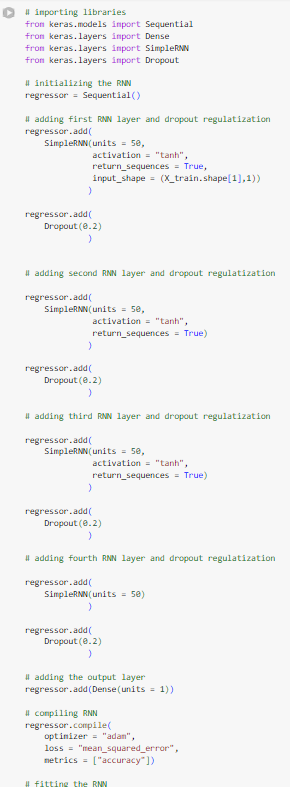 # importing libraries
from keras.models import Sequential
from keras.layers import Dense
from keras.layers import SimpleRNN
from keras.layers import Dropout
# initializing the RNN
regressor = Sequential()
# adding first RNN layer and dropout regulatization
regressor.add(
SimpleRNN(units = 50,
activation = "tanh",
return_sequences = True,
input_shape = (X_train.shape[1],1))
)
regressor.add(
Dropout(0.2)
)
# adding second RNN layer and dropout regulatization
regressor.add(
SimpleRNN(units = 50,
activation = "tanh",
return_sequences = True)
)
regressor.add(
Dropout(0.2)
)
# adding third RNN layer and dropout regulatization
regressor.add(
SimpleRNN(units = 50,
activation = "tanh",
return_sequences = True)
)
regressor.add(
Dropout(0.2)
)
# adding fourth RNN layer and dropout regulatization
regressor.add(
SimpleRNN(units = 50)
)
regressor.add(
Dropout(0.2)
)
# adding the output layer
regressor.add(Dense(units = 1))
# compiling RNN
regressor.compile(
optimizer = "adam",
loss = "mean_squared_error",
metrics = ["accuracy"])
# fitting the RNN